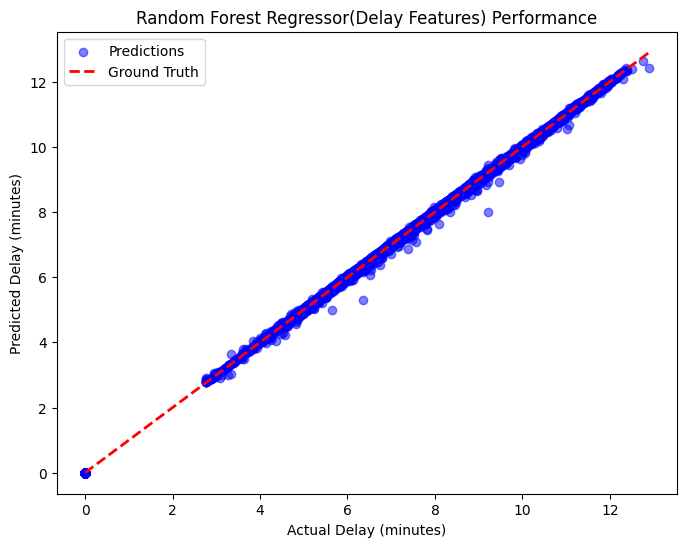 Random Forest Regressor(Delay Features) Performance
Predictions
Ground Truth
Predicted Delay (minutes)
12
10
8
6
4
2
0
0 2 4 6 8 10 12
Actual Delay (minutes)